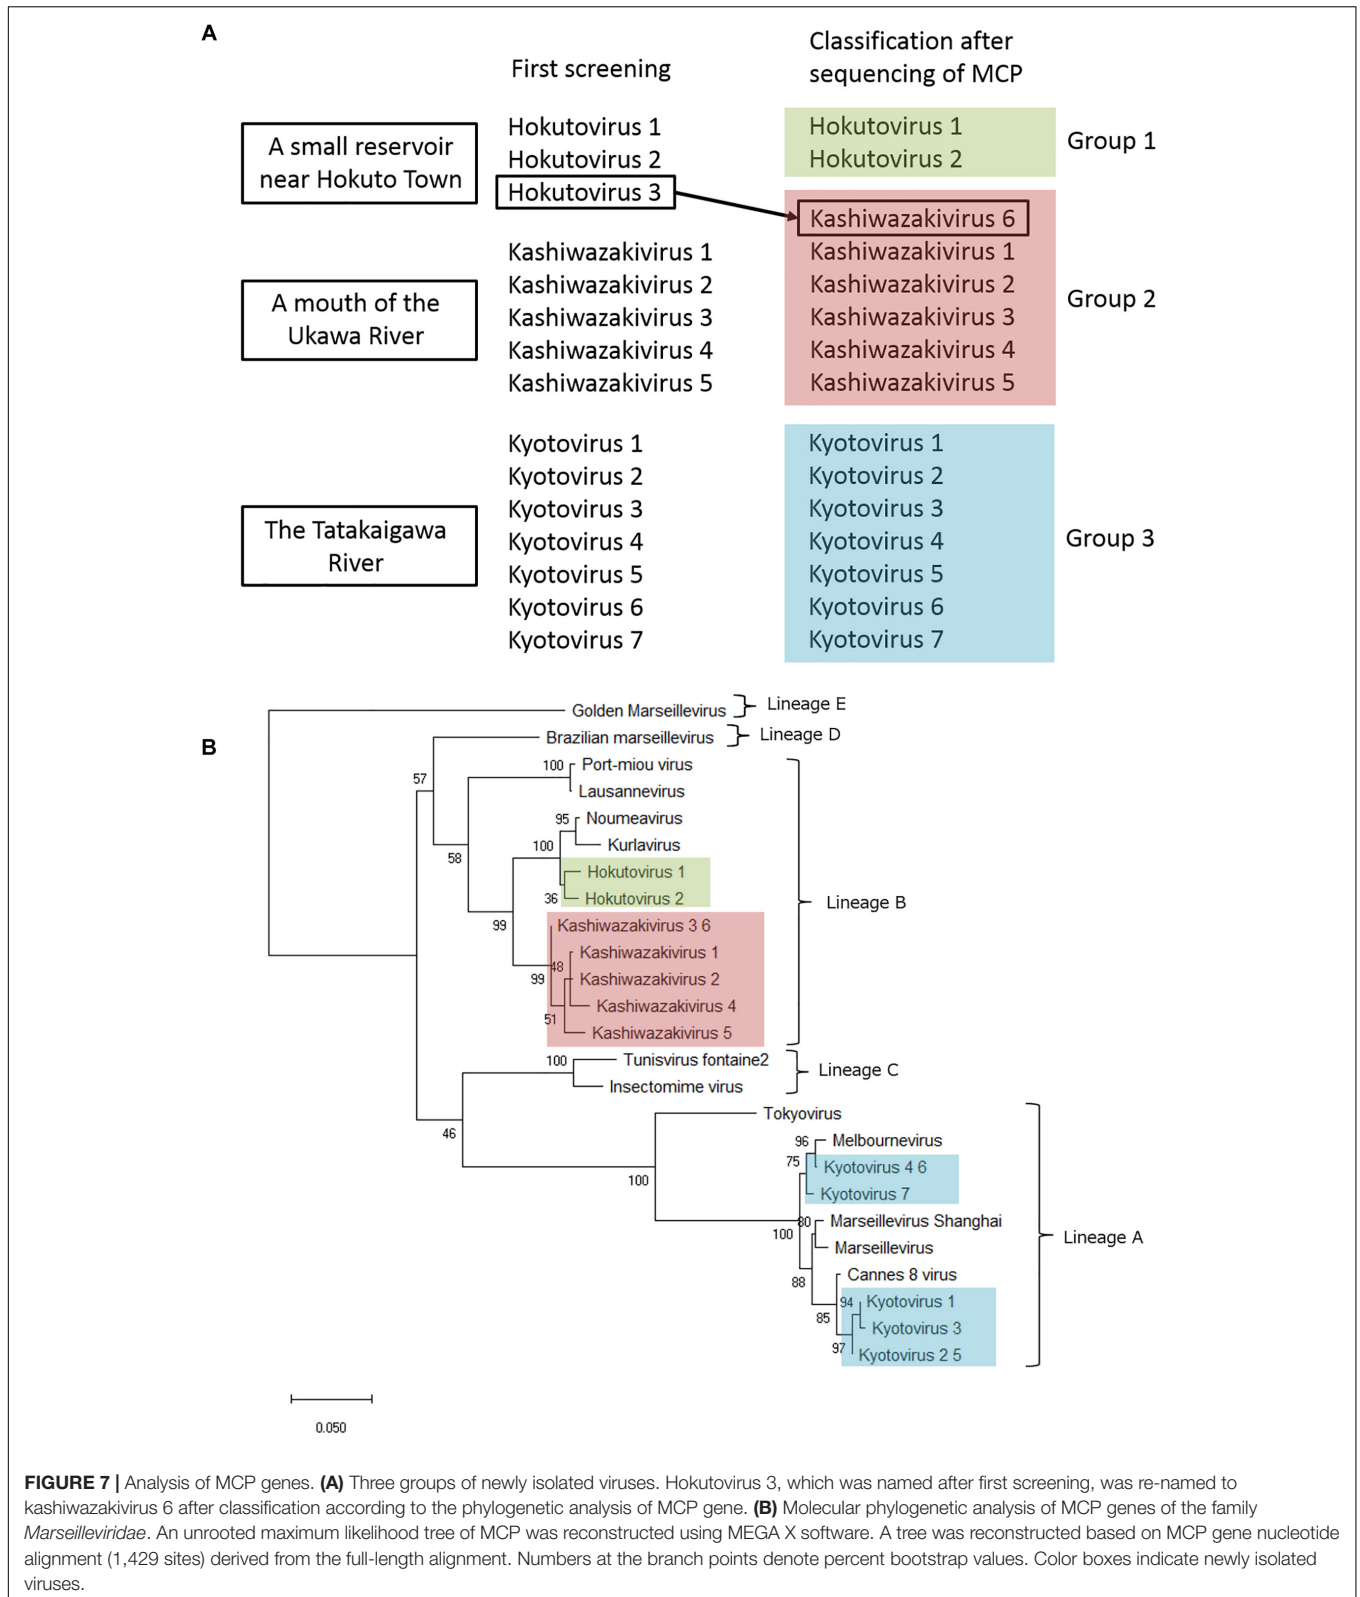 A
First screening
Classification after
sequencing of MCP
A small reservoir
near Hokuto Town
Hokutovirus 1
Hokutovirus 2
Hokutovirus 3
Hokutovirus 1
Hokutovirus 2
Group 1
A mouth of the
Ukawa River
Kashiwazakivirus 1
Kashiwazakivirus 2
Kashiwazakivirus 3
Kashiwazakivirus 4
Kashiwazakivirus 5
Kashiwazakivirus 6
Kashiwazakivirus 1
Kashiwazakivirus 2
Kashiwazakivirus 3
Kashiwazakivirus 4
Kashiwazakivirus 5
Group 2
The Tatakaigawa
River
Kyotovirus 1
Kyotovirus 2
Kyotovirus 3
Kyotovirus 4
Kyotovirus 5
Kyotovirus 6
Kyotovirus 7
Kyotovirus 1
Kyotovirus 2
Kyotovirus 3
Kyotovirus 4
Kyotovirus 5
Kyotovirus 6
Kyotovirus 7
Group 3
B
Golden Marseillevirus
Lineage E
Brazilian marseillevirus
Lineage D
57
100
Port-miou virus
Lausannevirus
95
Noumeavirus
100
Kurlavirus
58
Hokutovirus 1
36
Hokutovirus 2
Lineage B
99
Kashiwazakivirus 3 6
Kashiwazakivirus 1
48
99
Kashiwazakivirus 2
Kashiwazakivirus 4
51
Kashiwazakivirus 5
100
Tunisvirus fontaine2
Lineage C
Insectomime virus
Tokyovirus
46
96
Melbournevirus
75
Kyotovirus 4 6
100
Kyotovirus 7
80
Marseillevirus Shanghai
100
Lineage A
Marseillevirus
88
Cannes 8 virus
94
Kyotovirus 1
85
Kyotovirus 3
97
Kyotovirus 2 5
0.050
FIGURE 7 | Analysis of MCP genes. (A) Three groups of newly isolated viruses. Hokutovirus 3, which was named after first screening, was re-named to
kashiwazakivirus 6 after classification according to the phylogenetic analysis of MCP gene. (B) Molecular phylogenetic analysis of MCP genes of the family
Marseilleviridae. An unrooted maximum likelihood tree of MCP was reconstructed using MEGA X software. A tree was reconstructed based on MCP gene nucleotide
alignment (1,429 sites) derived from the full-length alignment. Numbers at the branch points denote percent bootstrap values. Color boxes indicate newly isolated
viruses.